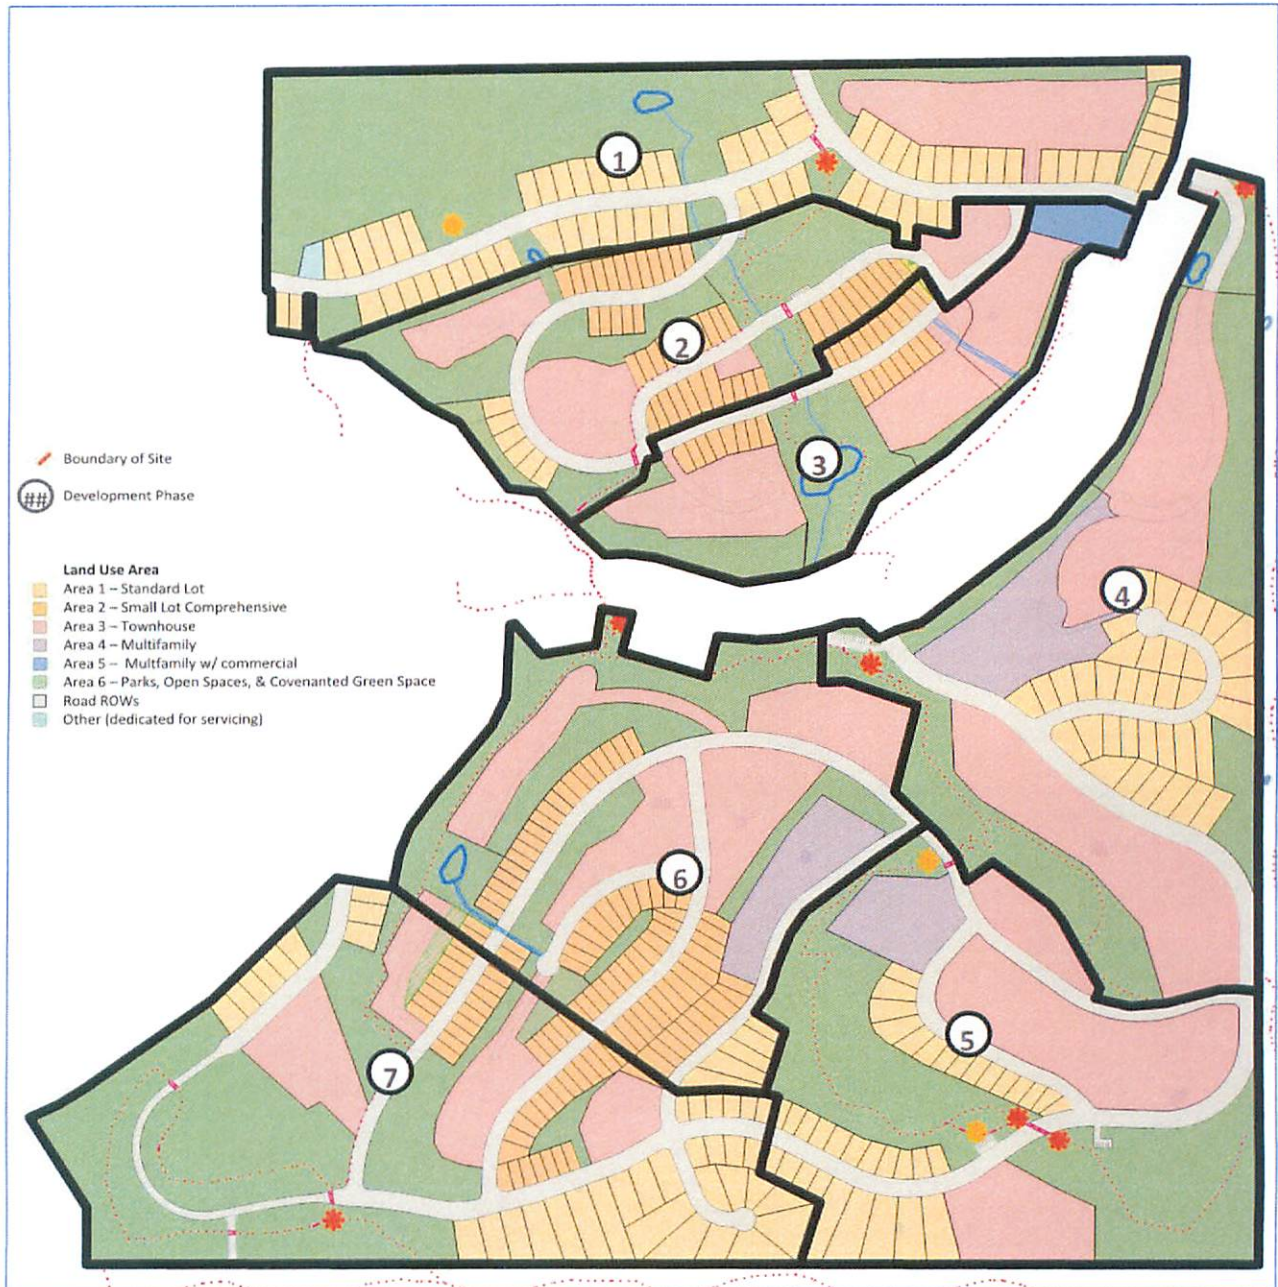 1
2
3
Boundary of Site
## Development Phase
Land Use Area
Area 1 – Standard Lot
4
Area 2 – Small Lot Comprehensive
Area 3 – Townhouse
Area 4 – Multifamily
Area 5 – Multfamily w/ commercial
Area 6 – Parks, Open Spaces, & Covenanted Green Space
Road ROWs
Other (dedicated for servicing)
6
5
7